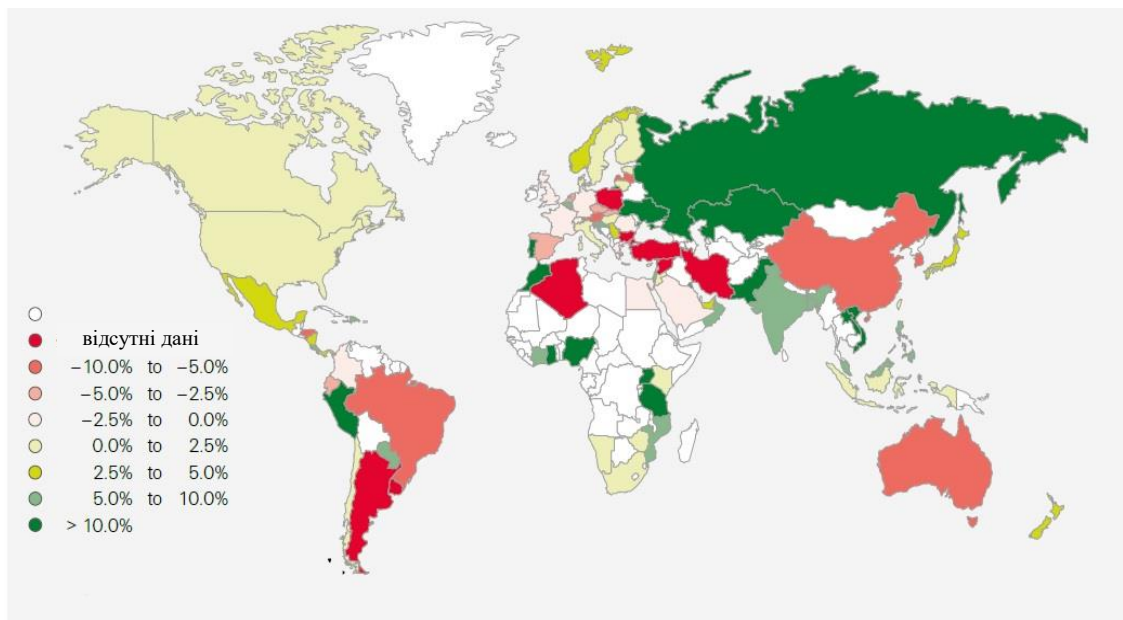 відсутні дані
−10.0% to −5.0%
−5.0% to −2.5%
−2.5% to 0.0%
0.0% to 2.5%
2.5% to 5.0%
5.0% to 10.0%
> 10.0%